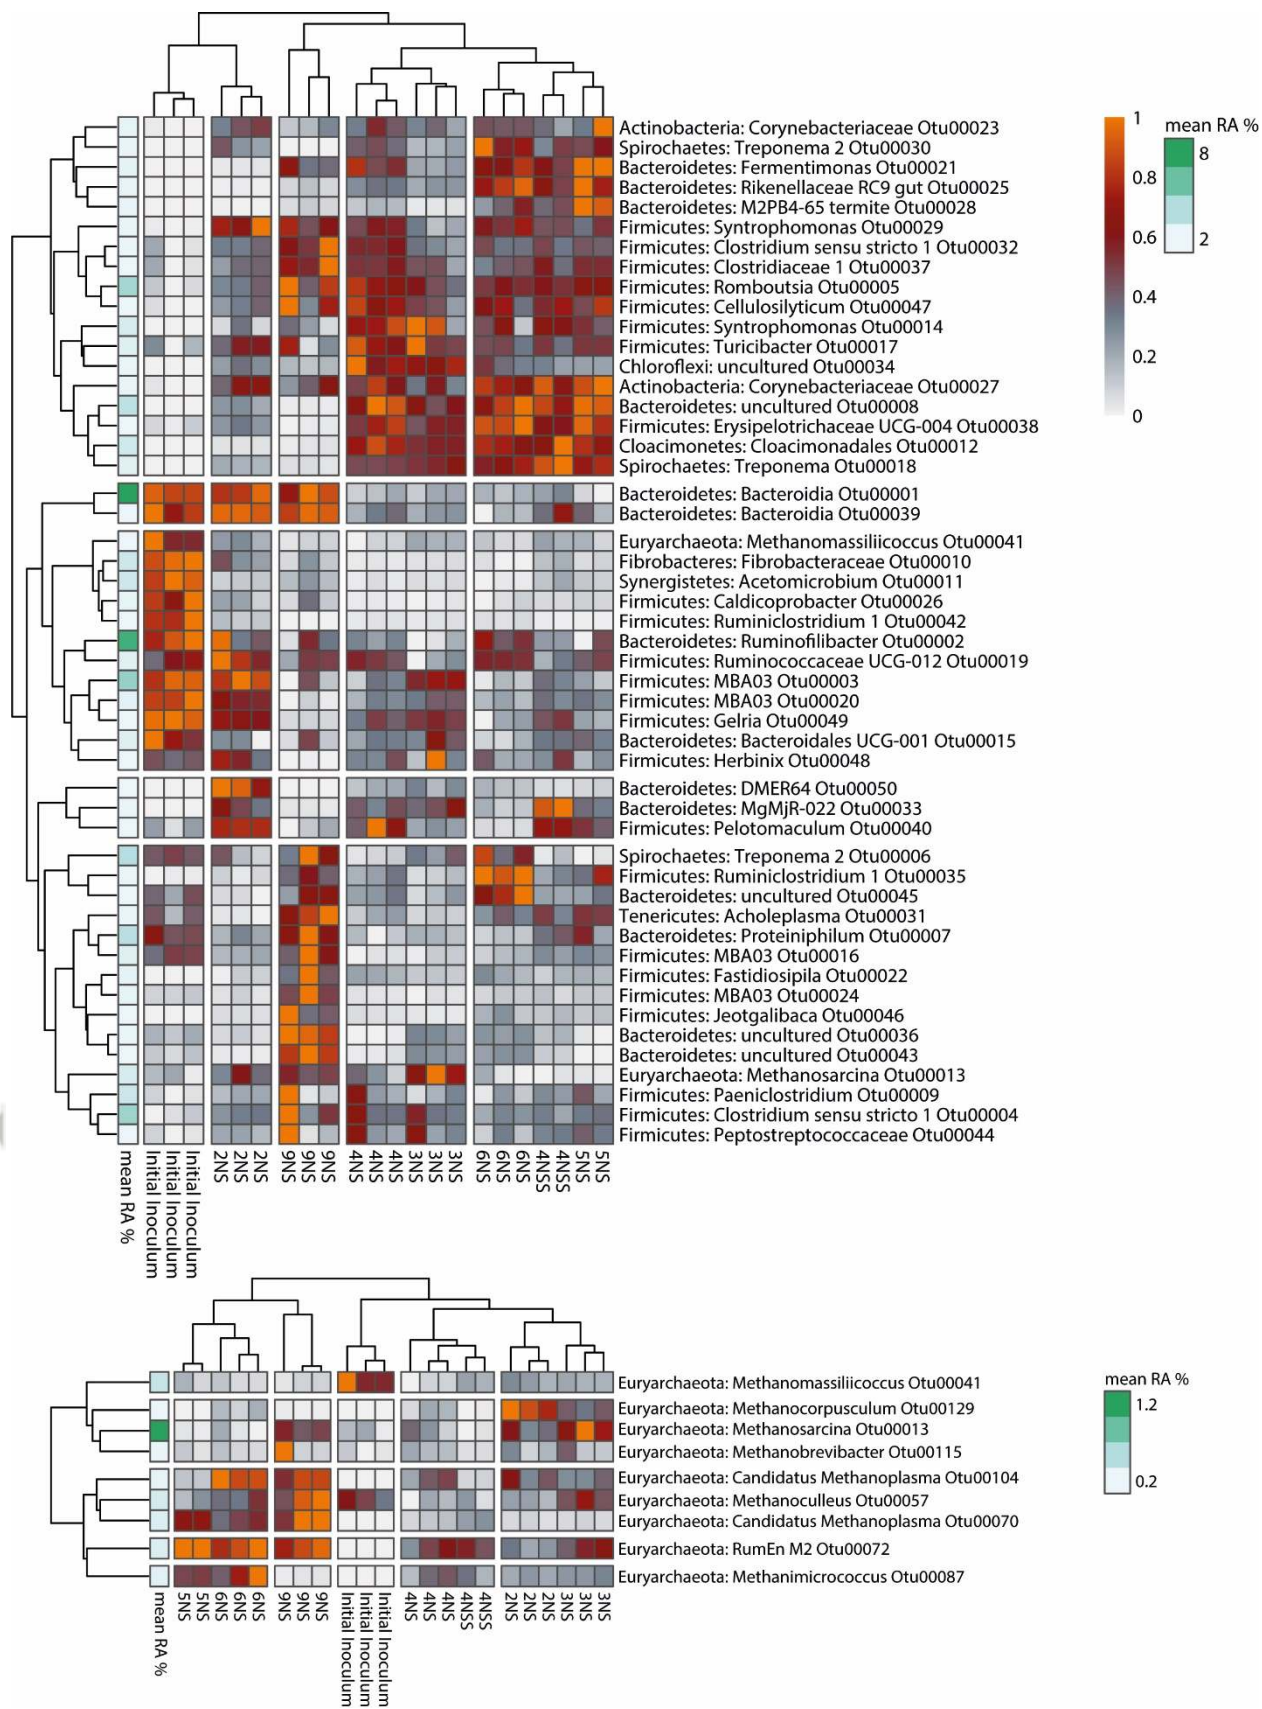 Actinobacteria: Corynebacteriaceae Otu00023
Spirochaetes: Treponema 2 Otu00030
Bacteroidetes: Fermentimonas Otu00021
Bacteroidetes: Rikenellaceae RC9 gut Otu00025
Bacteroidetes: M2PB4-65 termite Otu00028
Firmicutes: Syntrophomonas Otu00029
Firmicutes: Clostridium sensu stricto 1 Otu00032
Firmicutes: Clostridiaceae 1 Otu00037
Firmicutes: Romboutsia Otu00005
Firmicutes: Cellulosilyticum Otu00047
Firmicutes: Syntrophomonas Otu00014
Firmicutes: Turicibacter Otu00017
Chloroflexi: uncultured Otu00034
Actinobacteria: Corynebacteriaceae Otu00027
Bacteroidetes: uncultured Otu00008
Firmicutes: Erysipelotrichaceae UCG-004 Otu00038
Cloacimonetes: Cloacimonadales Otu00012
Spirochaetes: Treponema Otu00018
Bacteroidetes: Bacteroidia Otu00001
Bacteroidetes: Bacteroidia Otu00039
Euryarchaeota: Methanomassiliicoccus Otu00041
Fibrobacteres: Fibrobacteraceae Otu00010
Synergistetes: Acetomicrobium Otu00011
Firmicutes: Caldicoprobacter Otu00026
Firmicutes: Ruminiclostridium 1 Otu00042
Bacteroidetes: Ruminofilibacter Otu00002
Firmicutes: Ruminococcaceae UCG-012 Otu00019
Firmicutes: MBA03 Otu00003
Firmicutes: MBA03 Otu00020
Firmicutes: Gelria Otu00049
Bacteroidetes: Bacteroidales UCG-001 Otu00015
Firmicutes: Herbinix Otu00048
Bacteroidetes: DMER64 Otu00050
Bacteroidetes: MgMjR-022 Otu00033
Firmicutes: Pelotomaculum Otu00040
Spirochaetes: Treponema 2 Otu00006
Firmicutes: Ruminiclostridium 1 Otu00035
Bacteroidetes: uncultured Otu00045
Tenericutes: Acholeplasma Otu00031
Bacteroidetes: Proteiniphilum Otu00007
Firmicutes: MBA03 Otu00016
Firmicutes: Fastidiosipila Otu00022
Firmicutes: MBA03 Otu00024
Firmicutes: Jeotgalibaca Otu00046
Bacteroidetes: uncultured Otu00036
Bacteroidetes: uncultured Otu00043
Euryarchaeota: Methanosarcina Otu00013
Firmicutes: Paeniclostridium Otu00009
Firmicutes: Clostridium sensu stricto 1 Otu00004
Firmicutes: Peptostreptococcaceae Otu00044
1
0.8
0.6
0.4
0.2
0
mean RA %
8
2
mean RA %
Initial Inoculum
Initial Inoculum
Initial Inoculum
2NS
2NS
2NS
9NS
9NS
9NS
4NS
4NS
4NS
3NS
3NS
3NS
6NS
6NS
6NS
4NSS
4NSS
5NS
5NS
Euryarchaeota: Methanomassiliicoccus Otu00041
Euryarchaeota: Methanocorpusculum Otu00129
Euryarchaeota: Methanosarcina Otu00013
Euryarchaeota: Methanobrevibacter Otu00115
Euryarchaeota: Candidatus Methanoplasma Otu00104
Euryarchaeota: Methanoculleus Otu00057
Euryarchaeota: Candidatus Methanoplasma Otu00070
Euryarchaeota: RumEn M2 Otu00072
Euryarchaeota: Methanimicrococcus Otu00087
mean RA %
1.2
0.2
mean RA %
5NS
5NS
6NS
6NS
6NS
9NS
9NS
9NS
Initial Inoculum
Initial Inoculum
Initial Inoculum
4NS
4NS
4NS
4NSS
4NSS
2NS
2NS
2NS
3NS
3NS
3NS